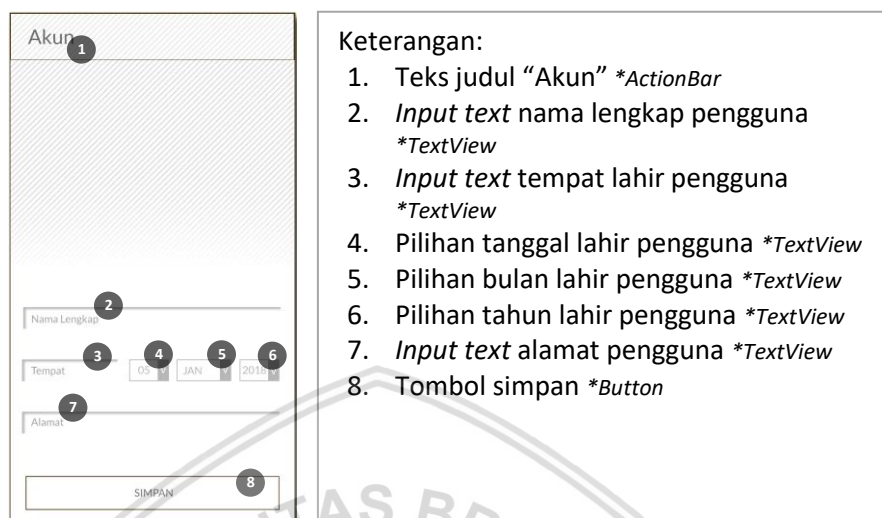 Akun
1
2
Nama Lengkap
3
4
5
6
Tempat
05
JAN
2018
7
Alamat
8
SIMPAN
Keterangan:
1. Teks judul “Akun” *ActionBar
2. Input text nama lengkap pengguna
*TextView
3. Input text tempat lahir pengguna
*TextView
4. Pilihan tanggal lahir pengguna *TextView
5. Pilihan bulan lahir pengguna *TextView
6. Pilihan tahun lahir pengguna *TextView
7. Input text alamat pengguna *TextView
8. Tombol simpan *Button